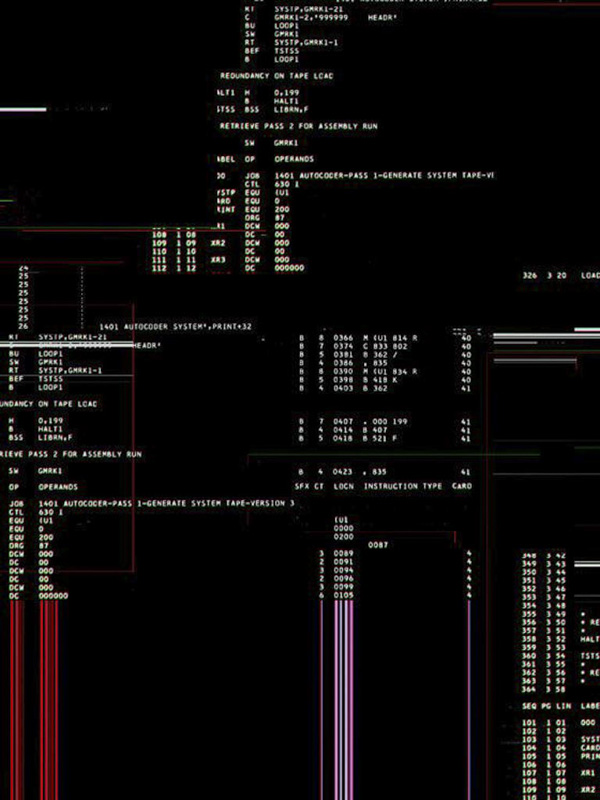 RT SYSTP,GMRK1-21
C GMRK1-2,'999999 HEADR'
BU LOOP1
SW GMRK1
RT SYSTP,GMRK1-1
BEF TSTSS
B LOOP1
REDUNDANCY ON TAPE LOAD
ALT1 H 0,199
B HALT1
TSTSS BSS LIBRN,F
RETRIEVE PASS 2 FOR ASSEMBLY RUN
SW GMRK1
ABEL OP OPERANDS
JOB 1401 AUTOCODER-PASS 1-GENERATE SYSTEM TAPE-VE
CTL 630 1
YSTP EQU (U1
ARD EQU 0
RINT EQU 200
ORG 87
X1 DCW 000
108 1 08 DC 00
109 1 09 XR2 DCW 000
110 1 10 DC 00
111 1 11 XR3 DCW 000
112 1 12 DC 000000
326 3 20 LOAD
24
25
25
25
25
25
26
1401 AUTOCODER SYSTEM',PRINT+32
RT SYSTP,GMRK1-21
HEADR'
BU LOOP1
SW GMRK1
RT SYSTP,GMRK1-1
BEF TSTSS
B LOOP1
UNDANCY ON TAPE LOAD
H 0,199
B HALT1
BSS LIBRN,F
RIEVE PASS 2 FOR ASSEMBLY RUN
SW GMRK1
OP OPERANDS
JOB 1401 AUTOCODER-PASS 1-GENERATE SYSTEM TAPE-VERSION 3
CTL 630 1
EQU (U1
EQU 0
EQU 200
ORG 87
DCW 000
DC 00
DCW 000
DC 00
DCW 000
DC 000000
B 8 0366 M (U1 814 R 40
B 7 0374 C 833 802 40
B 5 0381 B 362 / 40
B 4 0386 , 835 40
B 8 0390 M (U1 834 R 40
B 5 0398 B 418 K 40
B 4 0403 B 362 41
B 7 0407 . 000 199 41
B 4 0414 B 407 41
B 5 0418 B 521 F 41
B 4 0423 , 835 41
SFX CT LOCN INSTRUCTION TYPE CARD
(U1
0000
0200
0087
3 0089 4
2 0091 4
3 0094 4
2 0096 4
3 0099 4
6 0105 4
348 3 42
349 3 43
350 3 44
351 3 45
352 3 46
353 3 47
354 3 48
355 3 49 *
356 3 50 * RE
357 3 51 *
358 3 52 HALT
359 3 53
360 3 54 TSTS
361 3 55 *
362 3 56 * RE
363 3 57 *
364 3 58
SEQ PG LIN LABE
101 1 01 000
102 1 02
103 1 03 SYST
104 1 04 CARD
105 1 05 PRIN
106 1 06
107 1 07 XR1
108 1 08
109 1 09 XR2
110 1 10